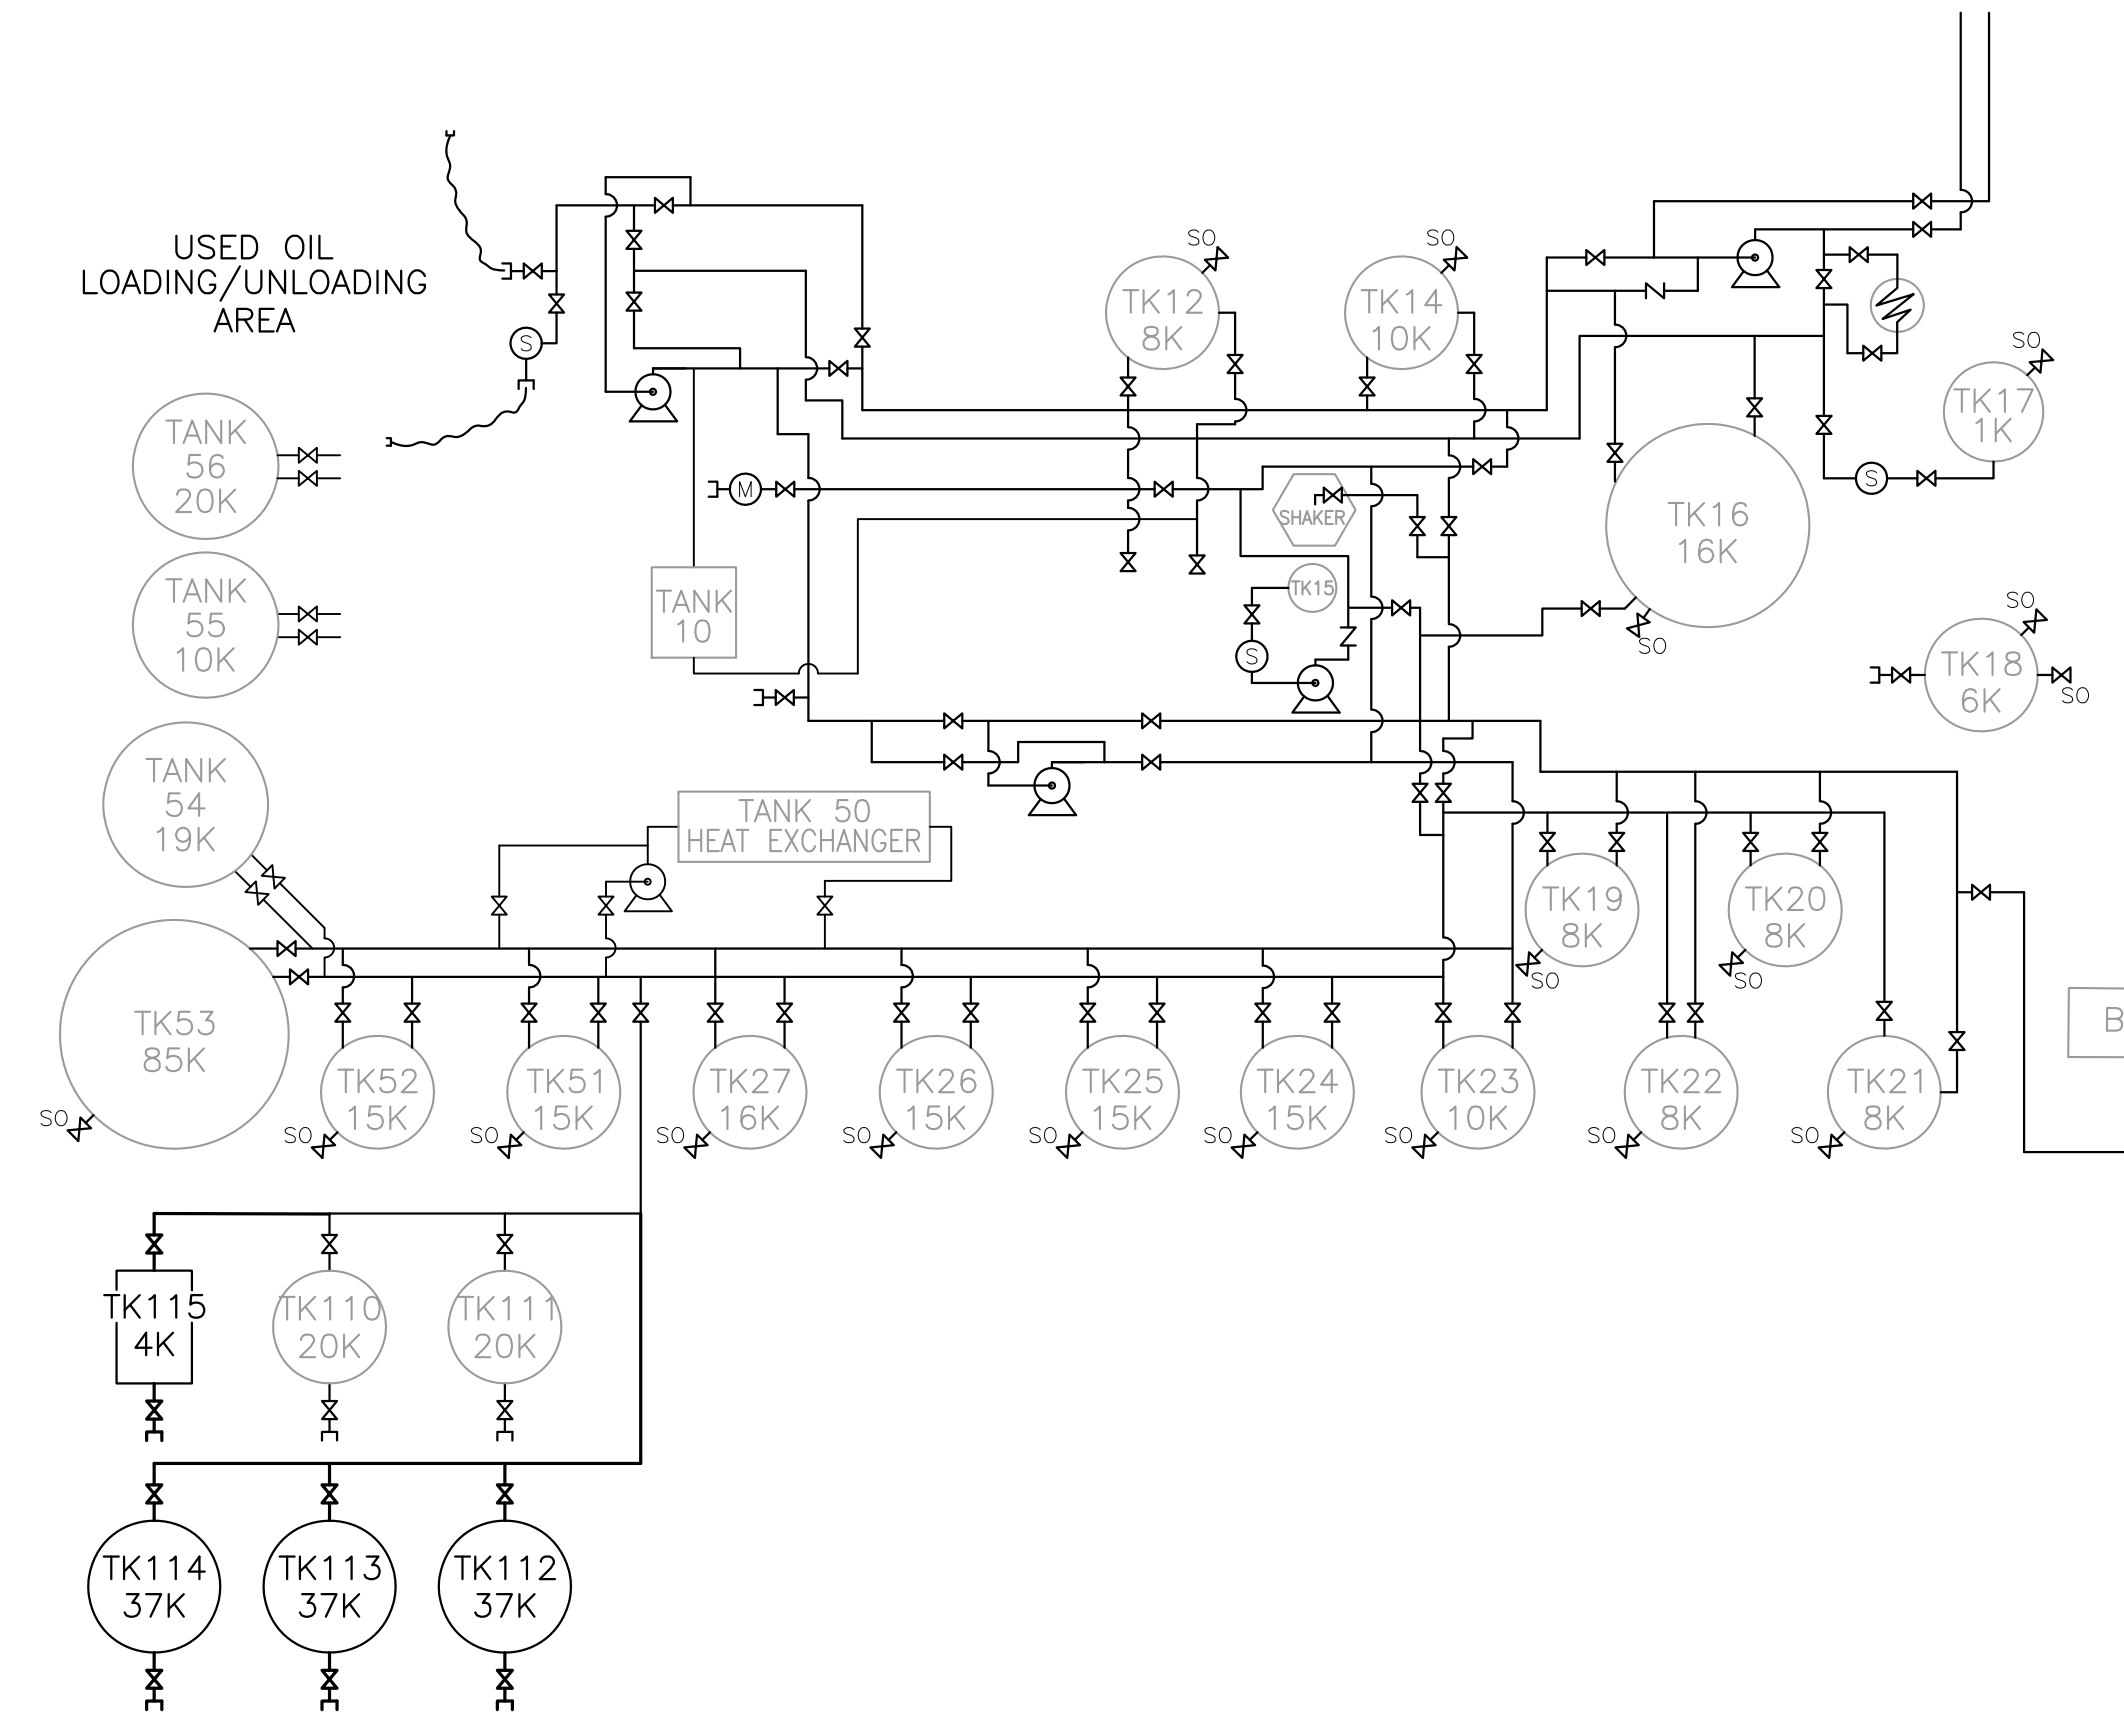 USED OIL
LOADING/UNLOADING
AREA
SO
TK12
8K
SO
TK14
10K
S
SO
TK17
1K
TANK
56
20K
M
S
SHAKER
TK16
16K
SO
TANK
55
10K
TANK
10
TK15
S
SO
TK18
6K
SO
TANK
54
19K
TANK 50
HEAT EXCHANGER
TK19
8K
SO
TK20
8K
SO
TK53
85K
SO
B
TK52
15K
SO
TK51
15K
SO
TK27
16K
SO
TK26
15K
SO
TK25
15K
SO
TK24
15K
SO
TK23
10K
SO
TK22
8K
SO
TK21
8K
SO
TK115
4K
TK110
20K
TK111
20K
TK114
37K
TK113
37K
TK112
37K